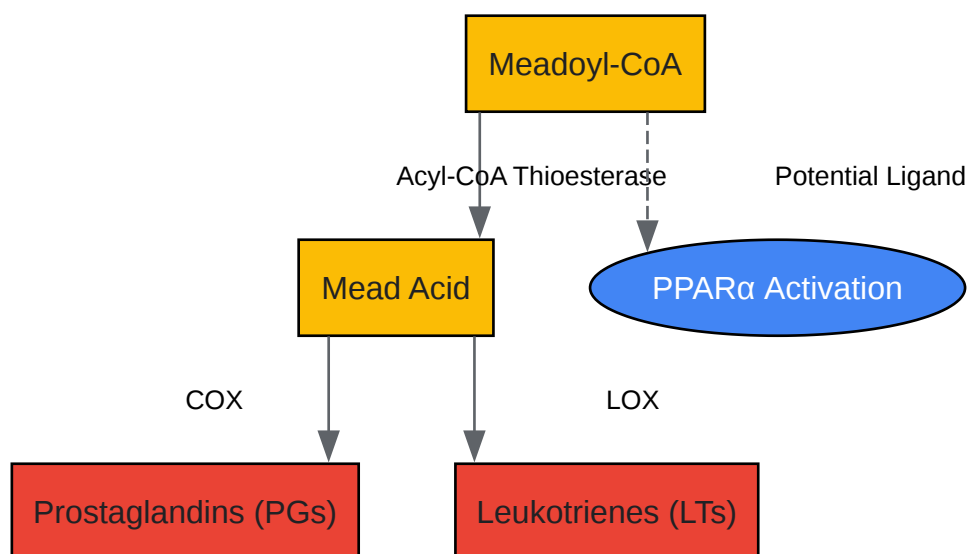 Meadoyl-CoA
Acyl-CoA Thioesterase
Potential Ligand
Mead Acid
PPARα Activation
COX
LOX
Prostaglandins (PGs)
Leukotrienes (LTs)